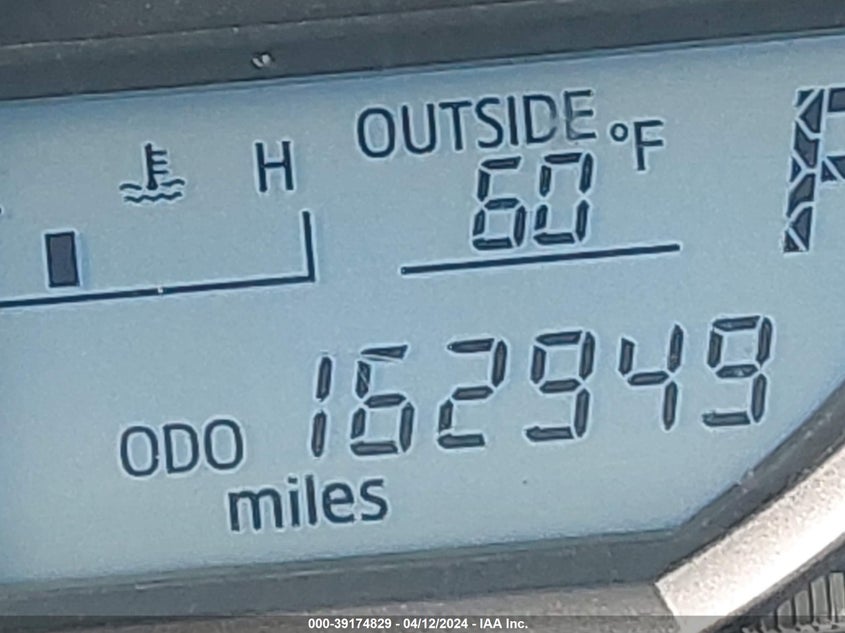 H
OUTSIDE °F
60
ODO 162949
miles
000-39174829 - 04/12/2024 - IAA Inc.